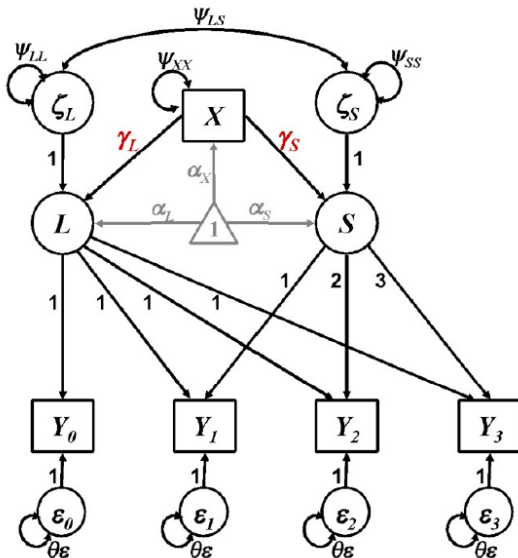 ψLS
ψLL ψXX ψSS
ζL X ζS
1 γL γS 1
αX
L αL 1 αS S
1 1 1 1 1 2 3
Y0 Y1 Y2 Y3
1 1 1 1
ε0 ε1 ε2 ε3
θε θε θε θε